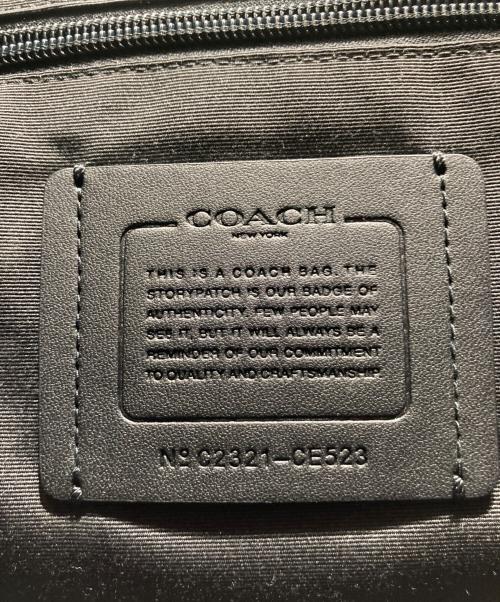 COACH
NEW YORK
THIS IS A COACH BAG. THE
STORYPATCH IS OUR BADGE OF
AUTHENTICITY. FEW PEOPLE MAY
SEE IT, BUT IT WILL ALWAYS BE A
REMINDER OF OUR COMMITMENT
TO QUALITY AND CRAFTSMANSHIP.
Nº C2321-CE523